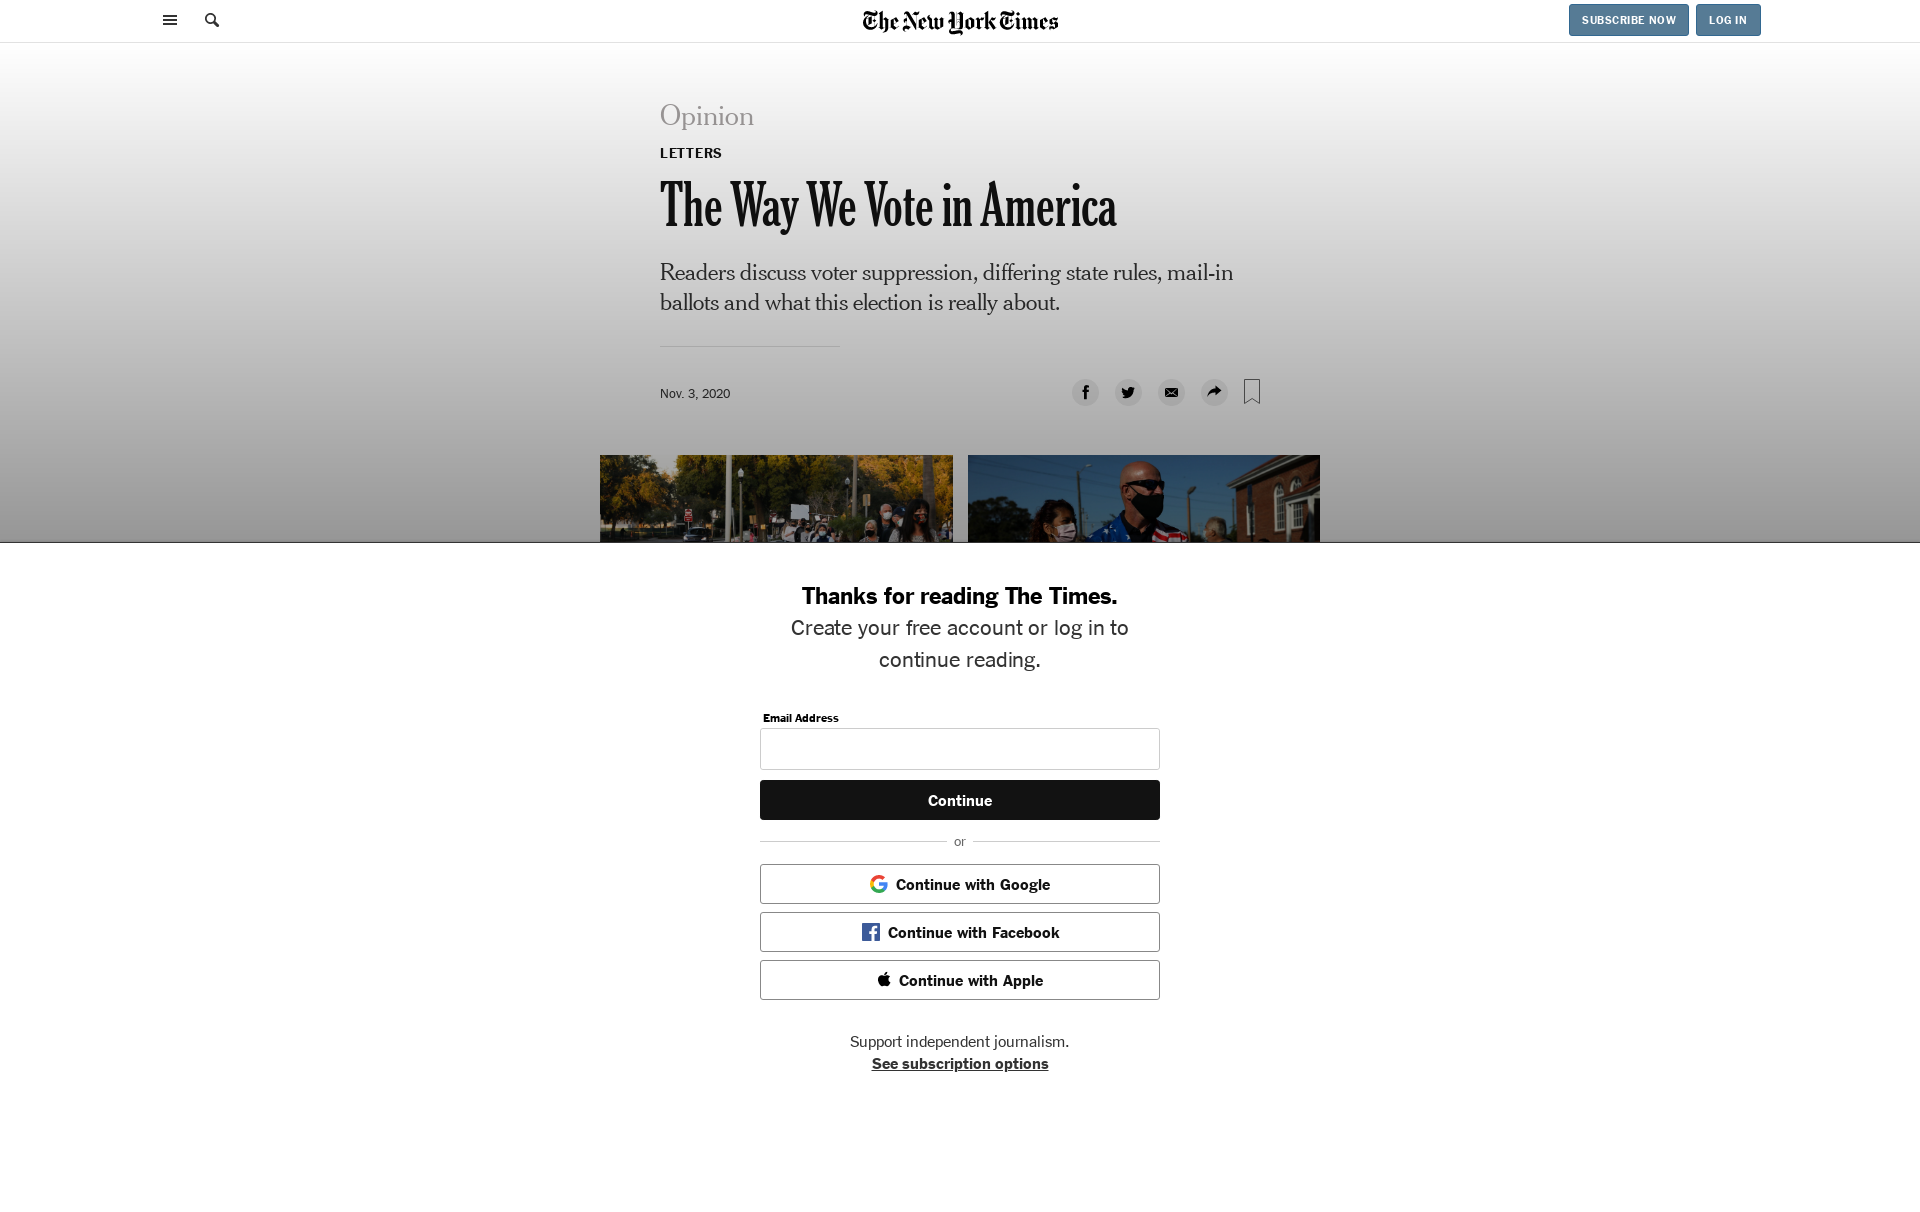 The New York Times
SUBSCRIBE NOW
LOG IN
Opinion
LETTERS
The Way We Vote in America
Readers discuss voter suppression, differing state rules, mail-in
ballots and what this election is really about.
Nov. 3, 2020
Thanks for reading The Times.
Create your free account or log in to
continue reading.
Email Address
Continue
or
Continue with Google
Continue with Facebook
Continue with Apple
Support independent journalism.
See subscription options